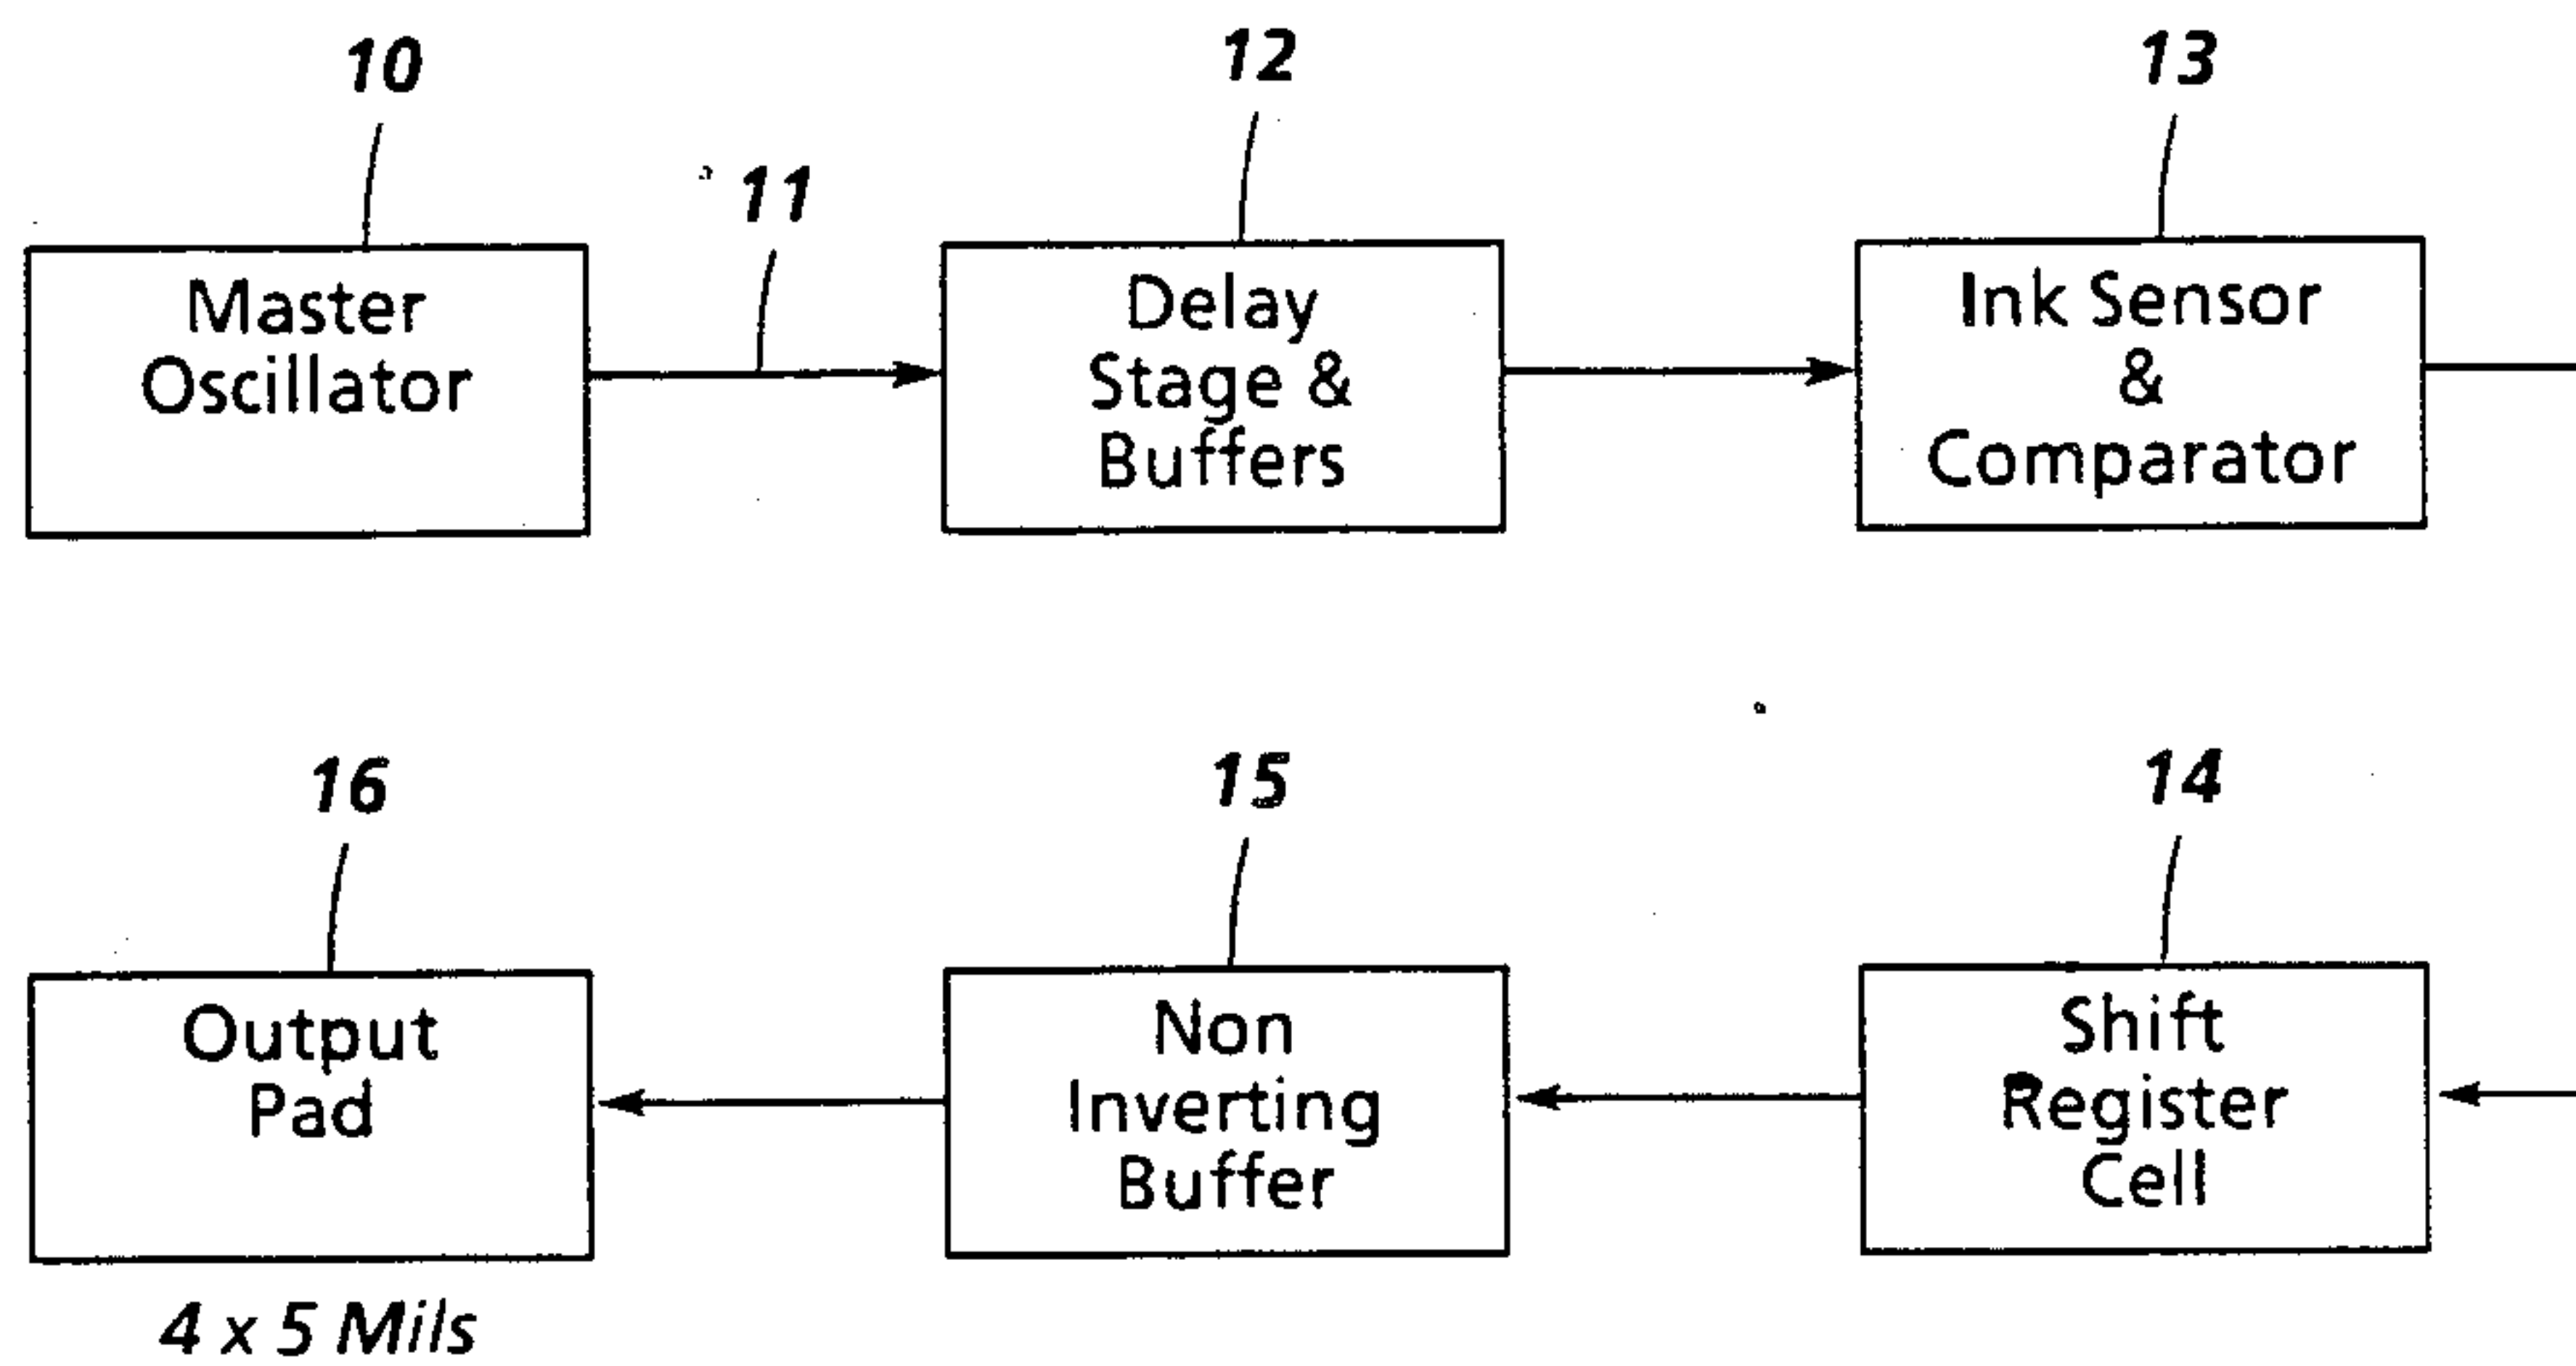 10
12
13
11
Master
Oscillator
Delay
Stage &
Buffers
Ink Sensor
&
Comparator
16
15
14
Output
Pad
Non
Inverting
Buffer
Shift
Register
Cell
4 x 5 Mils